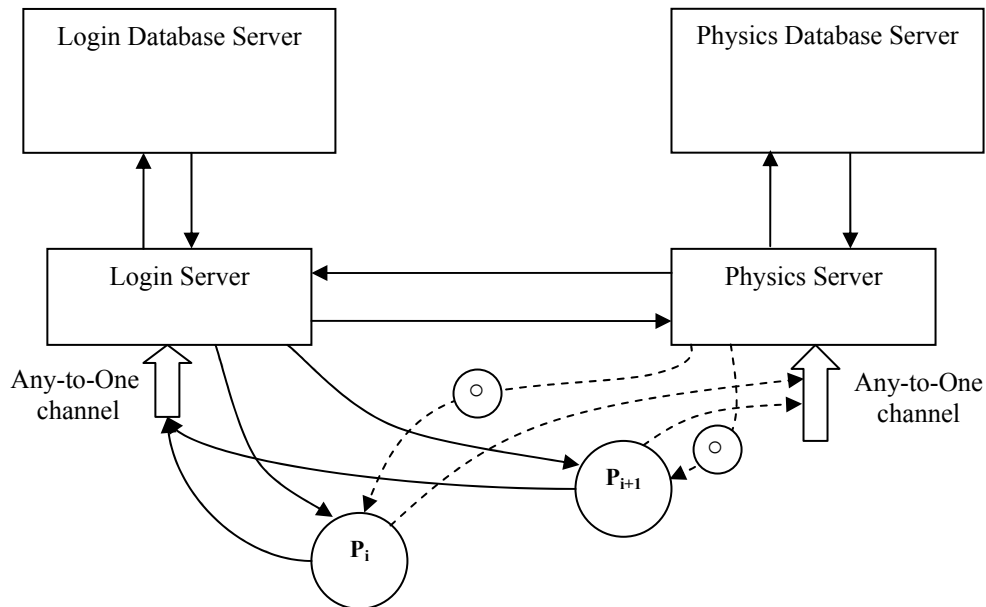 Login Database Server
Physics Database Server
Login Server
Physics Server
Any-to-One
channel
Any-to-One
channel
Pi+1
Pi